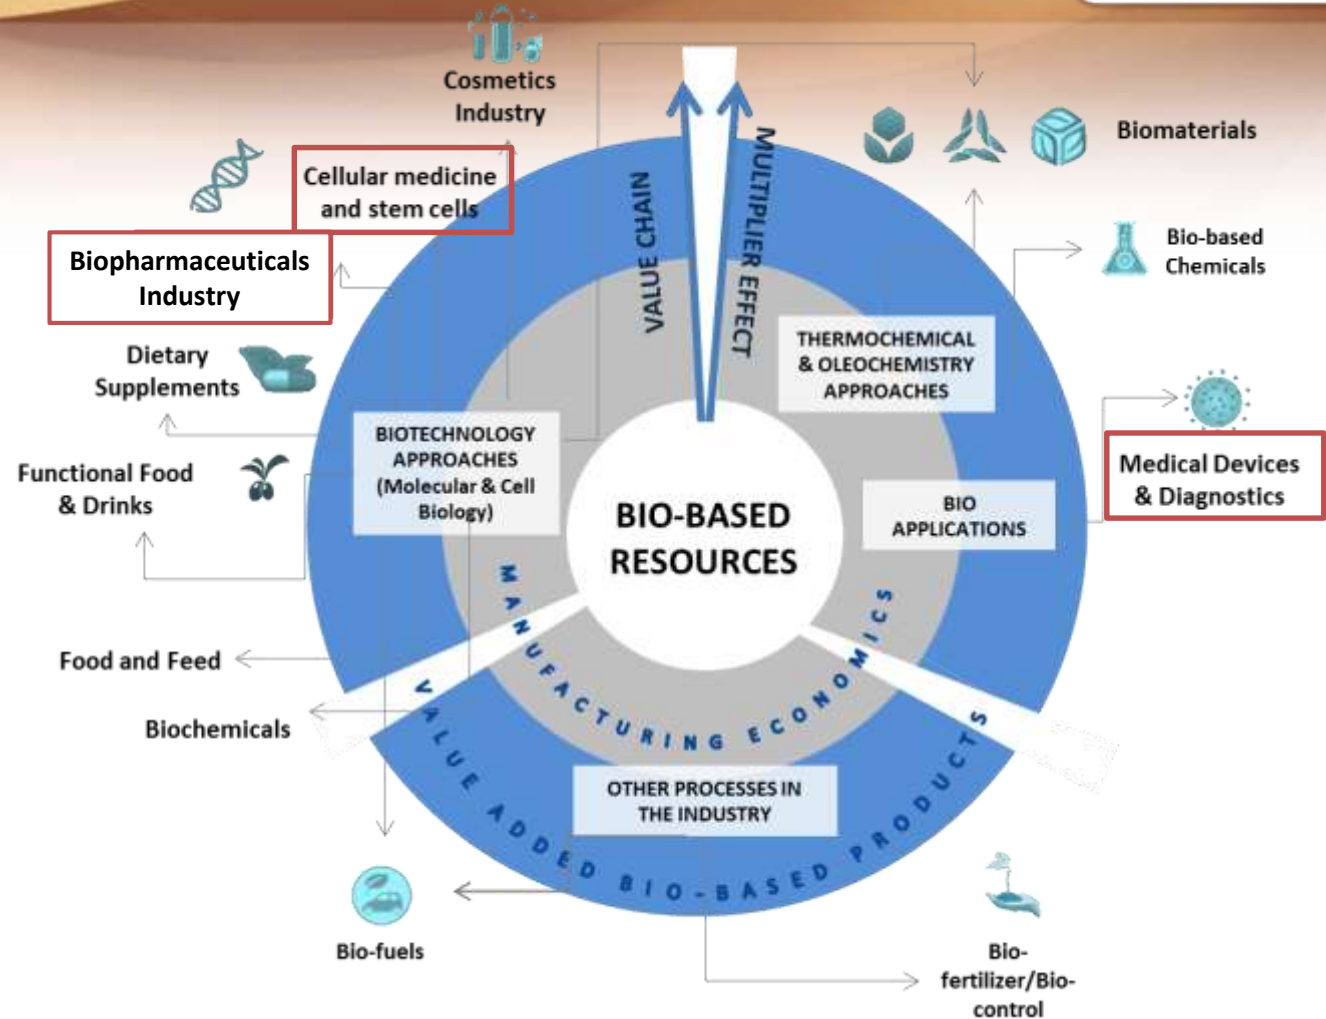 Cosmetics
Industry
Cellular medicine
and stem cells
Biopharmaceuticals
Industry
Dietary
Supplements
Functional Food
& Drinks
Food and Feed
Biochemicals
Bio-fuels
VALUE CHAIN
MULTIPLIER EFFECT
Biomaterials
Bio-based
Chemicals
THERMOCHEMICAL
& OLEOCHEMISTRY
APPROACHES
BIOTECHNOLOGY
APPROACHES
(Molecular & Cell
Biology)
BIO-BASED
RESOURCES
BIO
APPLICATIONS
Medical Devices
& Diagnostics
MANUFACTURING ECONOMICS
OTHER PROCESSES IN
THE INDUSTRY
VALUE ADDED BIO-BASED PRODUCTS
Bio-
fertilizer/Bio-
control